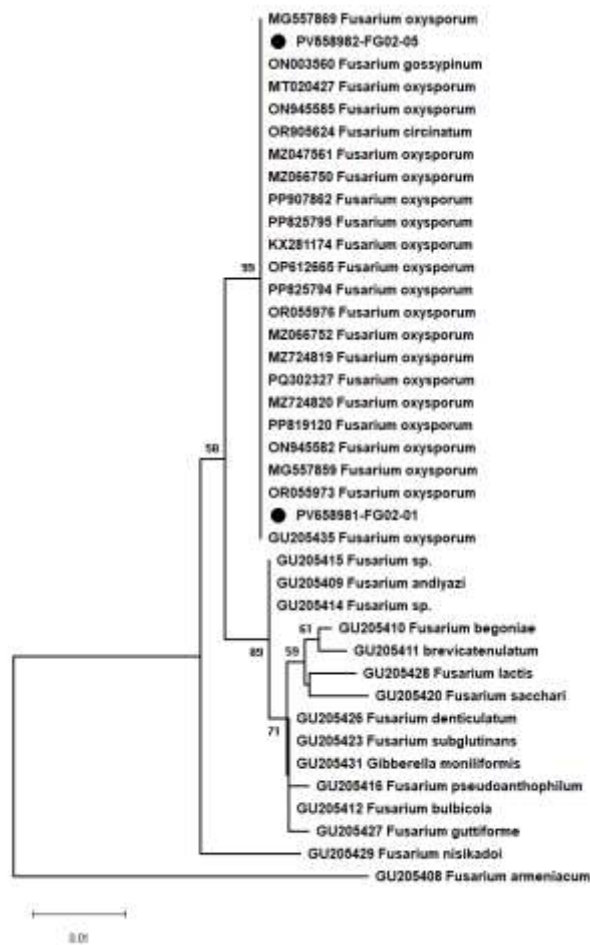 MG557869 Fusarium oxysporum
PV658982-FG02-05
ON003560 Fusarium gossypinum
MT020427 Fusarium oxysporum
ON945585 Fusarium oxysporum
OR905624 Fusarium circinatum
MZ047561 Fusarium oxysporum
MZ066750 Fusarium oxysporum
PP907862 Fusarium oxysporum
PP825795 Fusarium oxysporum
KX281174 Fusarium oxysporum
99
OP612665 Fusarium oxysporum
PP825794 Fusarium oxysporum
OR055976 Fusarium oxysporum
MZ066752 Fusarium oxysporum
MZ724819 Fusarium oxysporum
PQ302327 Fusarium oxysporum
MZ724820 Fusarium oxysporum
PP819120 Fusarium oxysporum
58
ON945582 Fusarium oxysporum
MG557859 Fusarium oxysporum
OR055973 Fusarium oxysporum
PV658981-FG02-01
GU205435 Fusarium oxysporum
GU205415 Fusarium sp.
GU205409 Fusarium andiyazi
GU205414 Fusarium sp.
61
GU205410 Fusarium begoniae
89
59
GU205411 brevicatenulatum
GU205428 Fusarium lactis
GU205420 Fusarium sacchari
GU205426 Fusarium denticulatum
71
GU205423 Fusarium subglutinans
GU205431 Gibberella moniliformis
GU205416 Fusarium pseudoanthophilum
GU205412 Fusarium bulbicola
GU205427 Fusarium guttiforme
GU205429 Fusarium nisikadoi
GU205408 Fusarium armeniacum
0.01